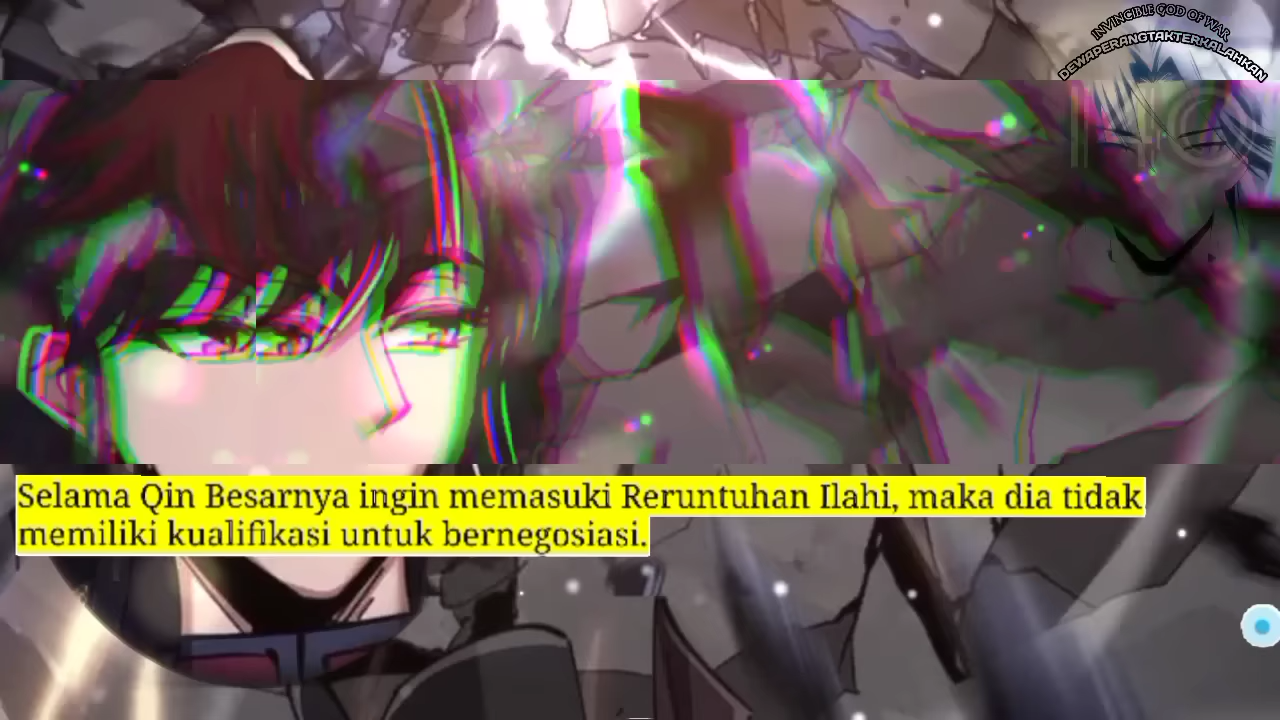 INVINCIBLE GOD OF WAR
DEWAPERANGTAKTERKALAHKAN
Selama Qin Besarnya ingin memasuki Reruntuhan Ilahi, maka dia tidak
memiliki kualifikasi untuk bernegosiasi.